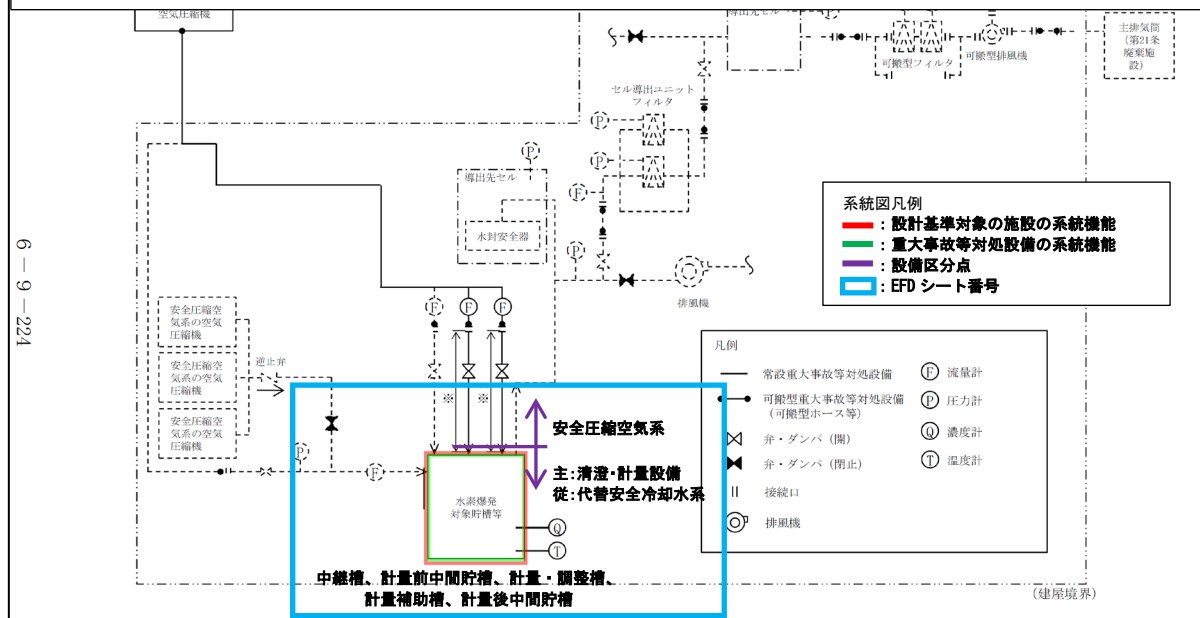 空気圧縮機
導出先セル
可搬型フィルタ
可搬型排風機
主排気筒
（第21条
廃棄施
設）
セル導出ユニット
フィルタ
P
P
P
F
導出先セル
水封安全器
P
排風機
系統図凡例
：設計基準対象の施設の系統機能
：重大事故等対処設備の系統機能
：設備区分点
：EFD シート番号
6－9－224
安全圧縮空
気系の空気
圧縮機
安全圧縮空
気系の空気
圧縮機
安全圧縮空
気系の空気
圧縮機
逆止弁
F
F
F
※
※
P
F
安全圧縮空気系
主：清澄・計量設備
従：代替安全冷却水系
水素爆発
対象貯槽等
Q
T
中継槽、計量前中間貯槽、計量・調整槽、
計量補助槽、計量後中間貯槽
凡例
常設重大事故等対処設備
可搬型重大事故等対処設備
（可搬型ホース等）
弁・ダンパ（開）
弁・ダンパ（閉止）
接続口
排風機
F 流量計
P 圧力計
Q 濃度計
T 温度計
（建屋境界）